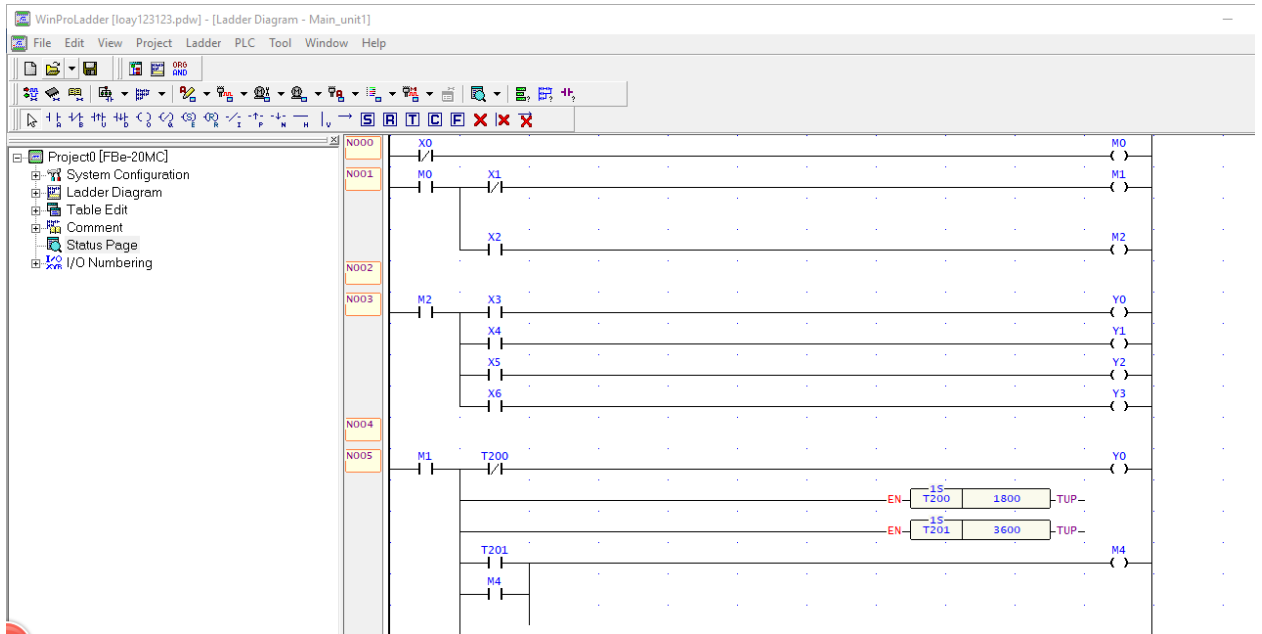 WinProLadder [loay123123.pdw] - [Ladder Diagram - Main_unit1]
File Edit View Project Ladder PLC Tool Window Help
ORG
AND
A B U D O Q E R I P N H V S R T C F
Project0 [FBe-20MC]
System Configuration
Ladder Diagram
Table Edit
Comment
Status Page
I/O Numbering
N000 X0 M0
N001 M0 X1 M1
X2 M2
N002
N003 M2 X3 Y0
X4 Y1
X5 Y2
X6 Y3
N004
N005 M1 T200 Y0
1S
EN T200 1800 TUP
1S
EN T201 3600 TUP
T201 M4
M4